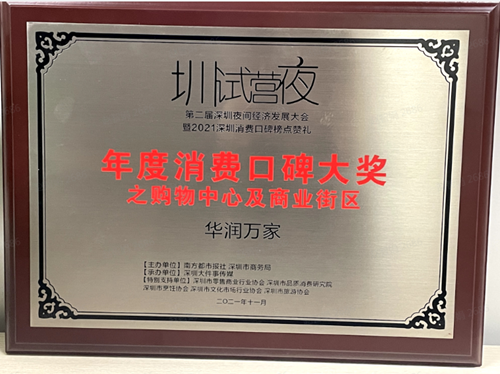 圳试营夜
第二届深圳夜间经济发展大会
暨2021深圳消费口碑榜点赞礼
年度消费口碑大奖
之购物中心及商业街区
华润万家
【主办单位】南方都市报社 深圳市商务局
【承办单位】深圳大件事传媒
【特别支持单位】深圳市零售商业行业协会 深圳市品质消费研究院
深圳市烹饪协会 深圳市文化市场行业协会 深圳市旅游协会
二〇二一年十一月